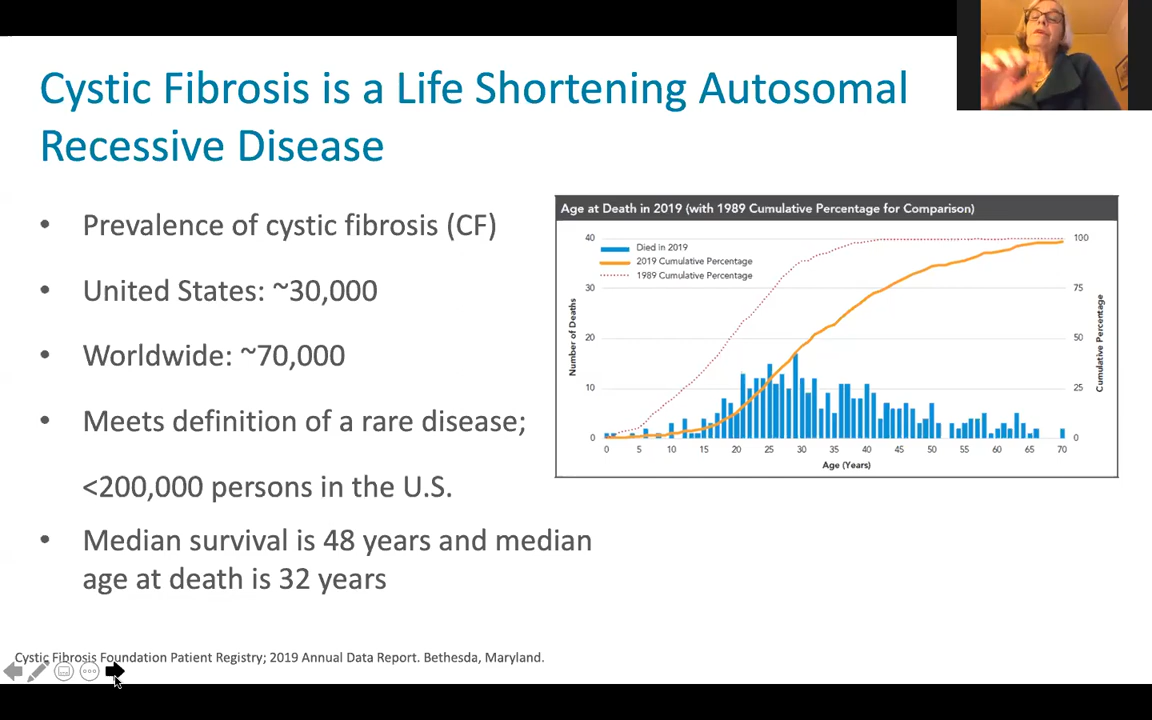 Cystic Fibrosis is a Life Shortening Autosomal
Recessive Disease
• Prevalence of cystic fibrosis (CF)
• United States: ~30,000
• Worldwide: ~70,000
• Meets definition of a rare disease;
<200,000 persons in the U.S.
• Median survival is 48 years and median
age at death is 32 years
Age at Death in 2019 (with 1989 Cumulative Percentage for Comparison)
Died in 2019
2019 Cumulative Percentage
1989 Cumulative Percentage
Number of Deaths
40
30
20
10
0
100
75
50
25
0
Cumulative Percentage
0 5 10 15 20 25 30 35 40 45 50 55 60 65 70
Age (Years)
Cystic Fibrosis Foundation Patient Registry; 2019 Annual Data Report. Bethesda, Maryland.